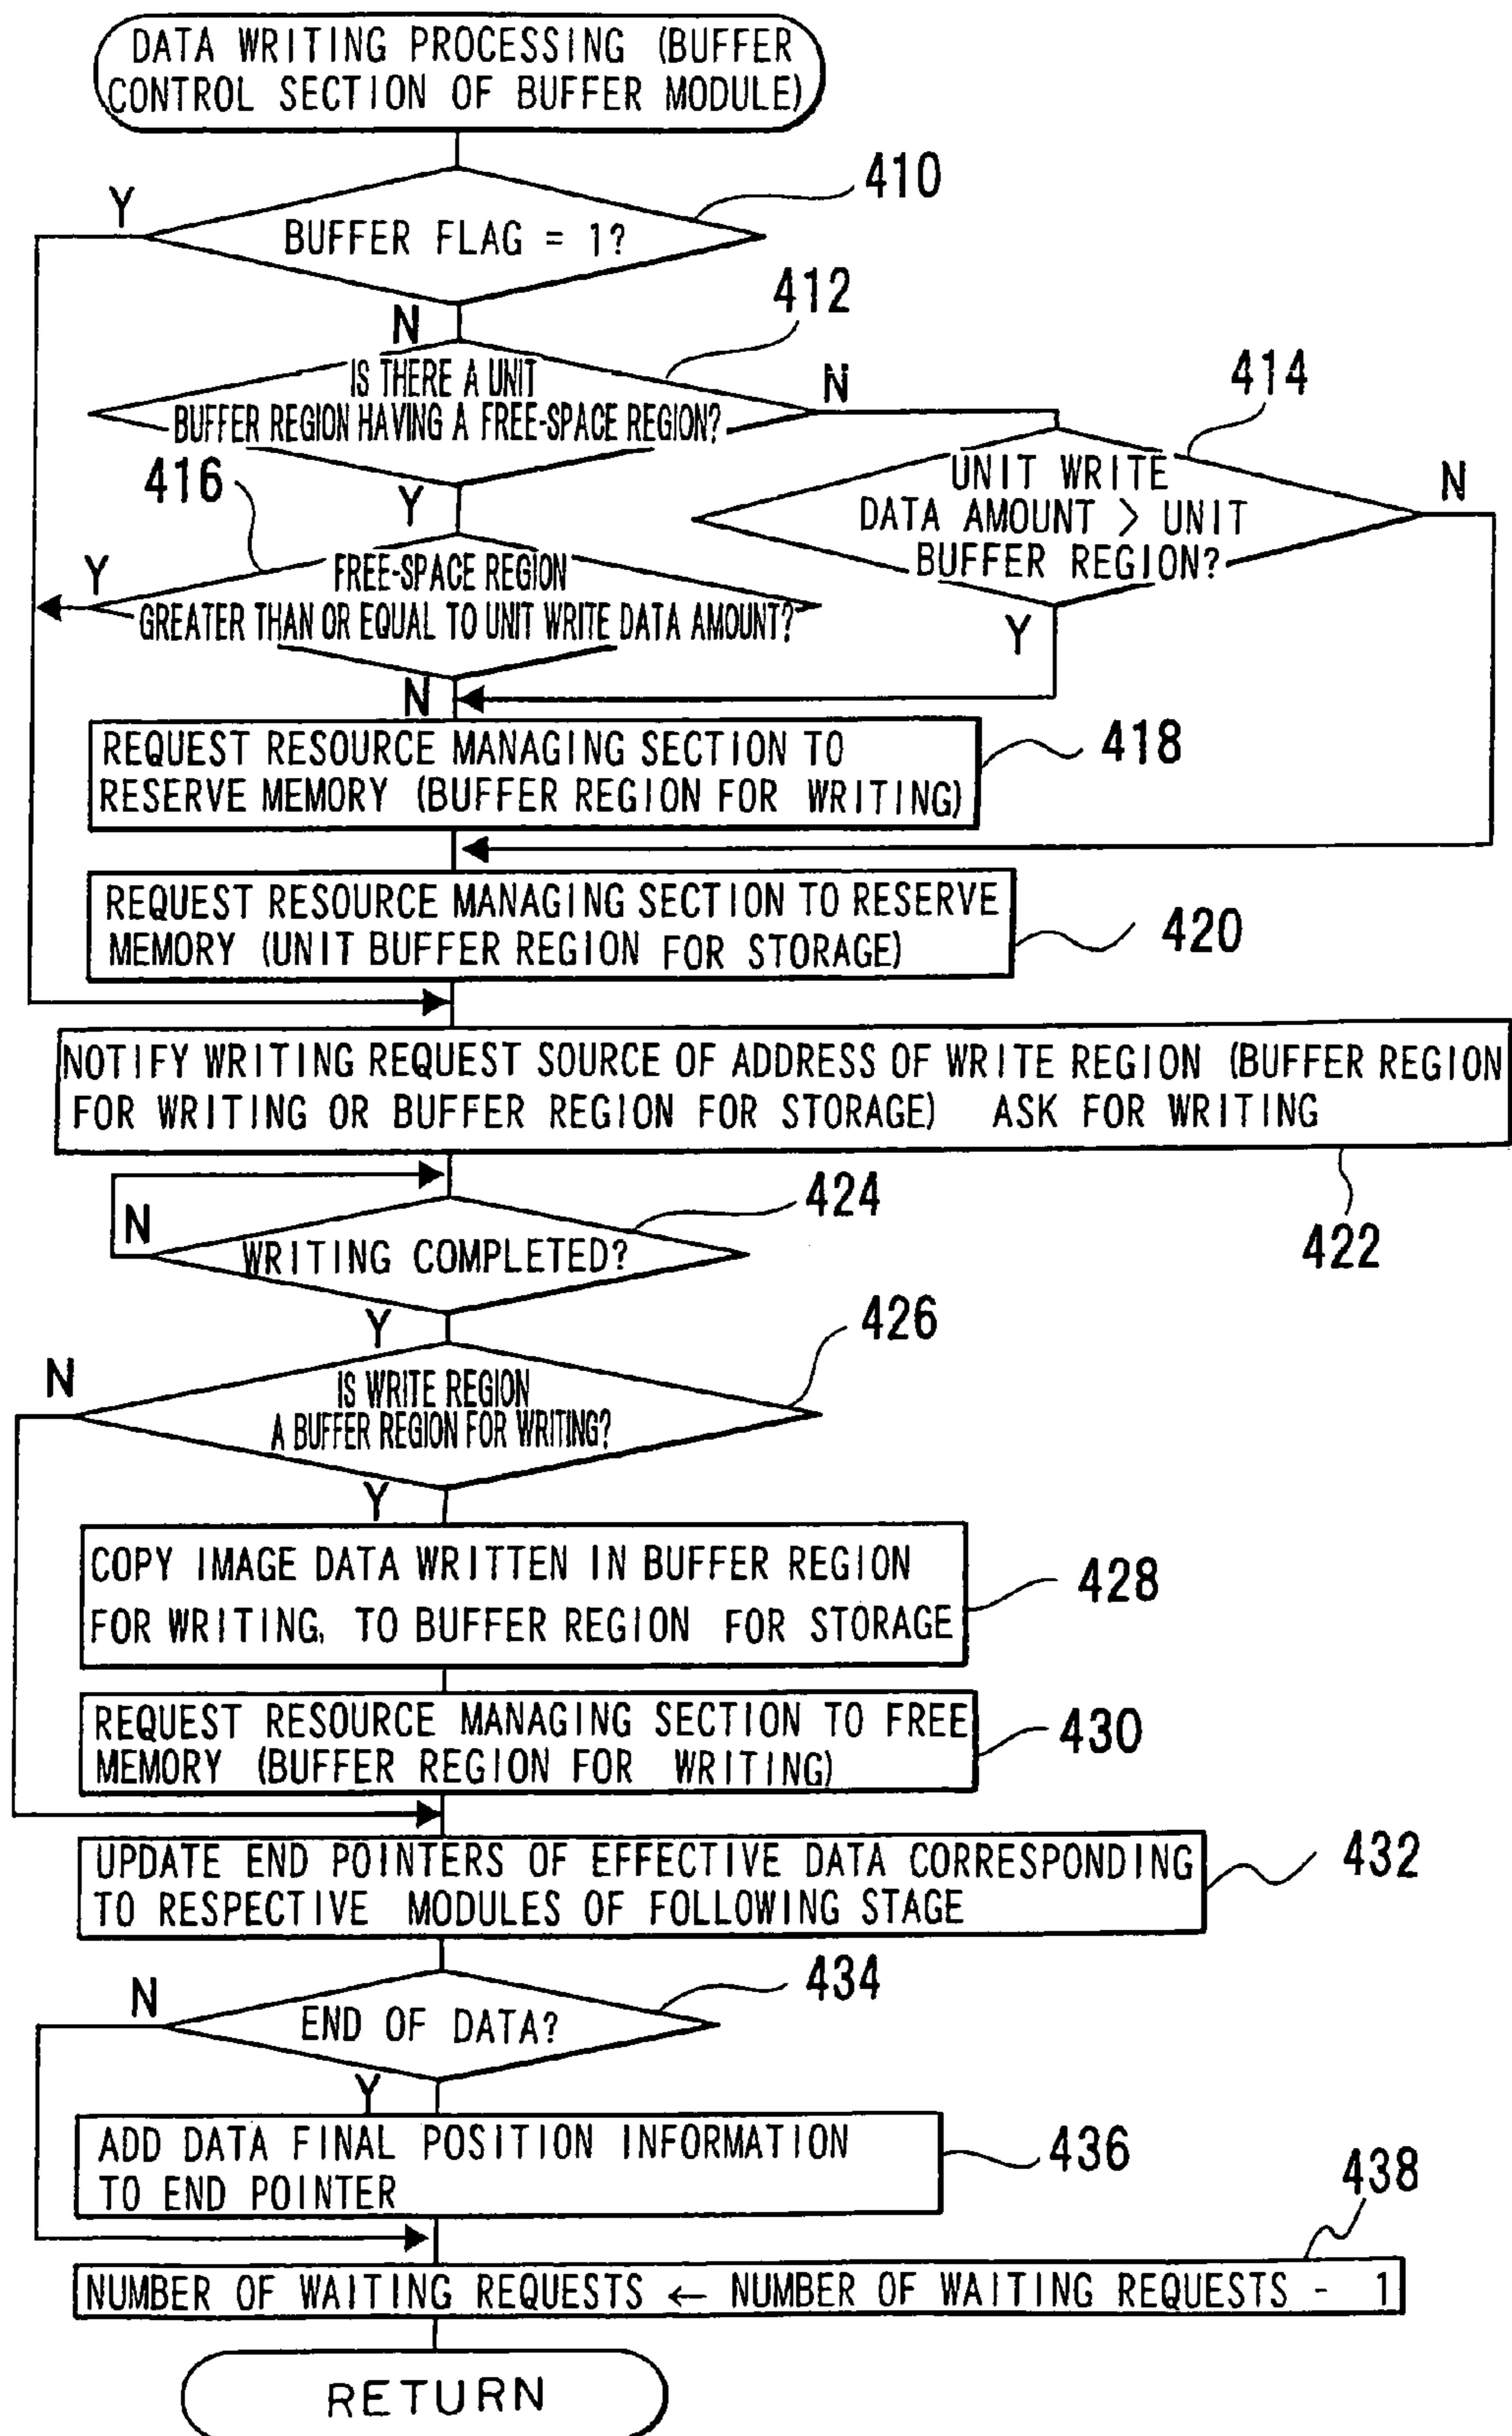 DATA WRITING PROCESSING (BUFFER
CONTROL SECTION OF BUFFER MODULE)
410
Y
BUFFER FLAG = 1?
412
N
IS THERE A UNIT
BUFFER REGION HAVING A FREE-SPACE REGION?
N
414
416
Y
UNIT WRITE
DATA AMOUNT > UNIT
BUFFER REGION?
N
Y
FREE-SPACE REGION
GREATER THAN OR EQUAL TO UNIT WRITE DATA AMOUNT?
Y
N
REQUEST RESOURCE MANAGING SECTION TO
RESERVE MEMORY (BUFFER REGION FOR WRITING)
418
REQUEST RESOURCE MANAGING SECTION TO RESERVE
MEMORY (UNIT BUFFER REGION FOR STORAGE)
420
NOTIFY WRITING REQUEST SOURCE OF ADDRESS OF WRITE REGION (BUFFER REGION
FOR WRITING OR BUFFER REGION FOR STORAGE) ASK FOR WRITING
422
424
N
WRITING COMPLETED?
Y
426
N
IS WRITE REGION
A BUFFER REGION FOR WRITING?
Y
COPY IMAGE DATA WRITTEN IN BUFFER REGION
FOR WRITING, TO BUFFER REGION FOR STORAGE
428
REQUEST RESOURCE MANAGING SECTION TO FREE
MEMORY (BUFFER REGION FOR WRITING)
430
UPDATE END POINTERS OF EFFECTIVE DATA CORRESPONDING
TO RESPECTIVE MODULES OF FOLLOWING STAGE
432
434
N
END OF DATA?
Y
ADD DATA FINAL POSITION INFORMATION
TO END POINTER
436
438
NUMBER OF WAITING REQUESTS ← NUMBER OF WAITING REQUESTS - 1
RETURN